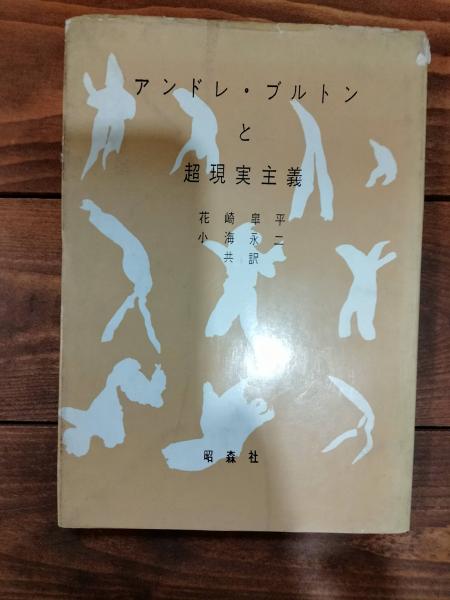 アンドレ・ブルトン
と
超現実主義
花崎皐平
小海永二
共訳
昭森社